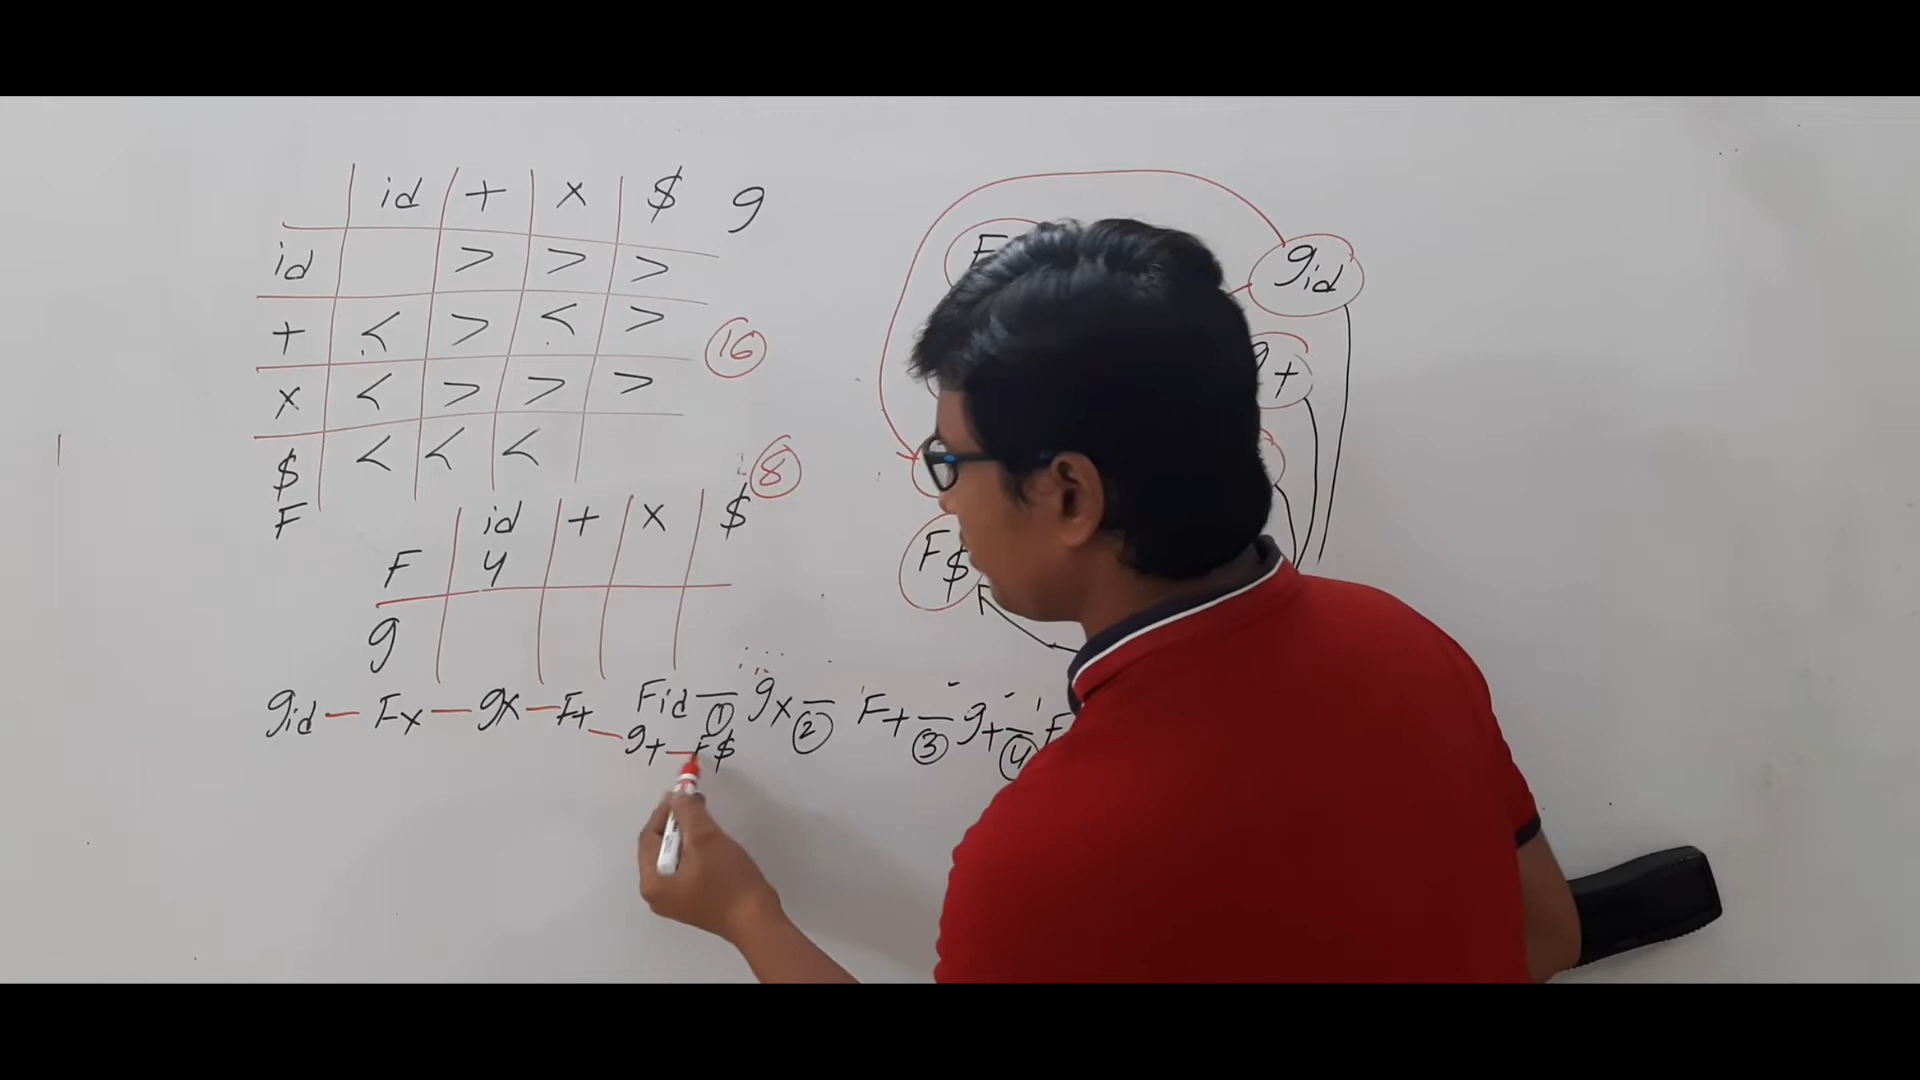 id + x $ g
id > > >
+ < > < >
16
x < > > >
$ < < <
8
F
id + x $
F 4
g
gid — Fx — gx — F+ — g+ — F$
Fid — ① gx — ② F+ — ③ g+ — ④ F
gid
g+
F$